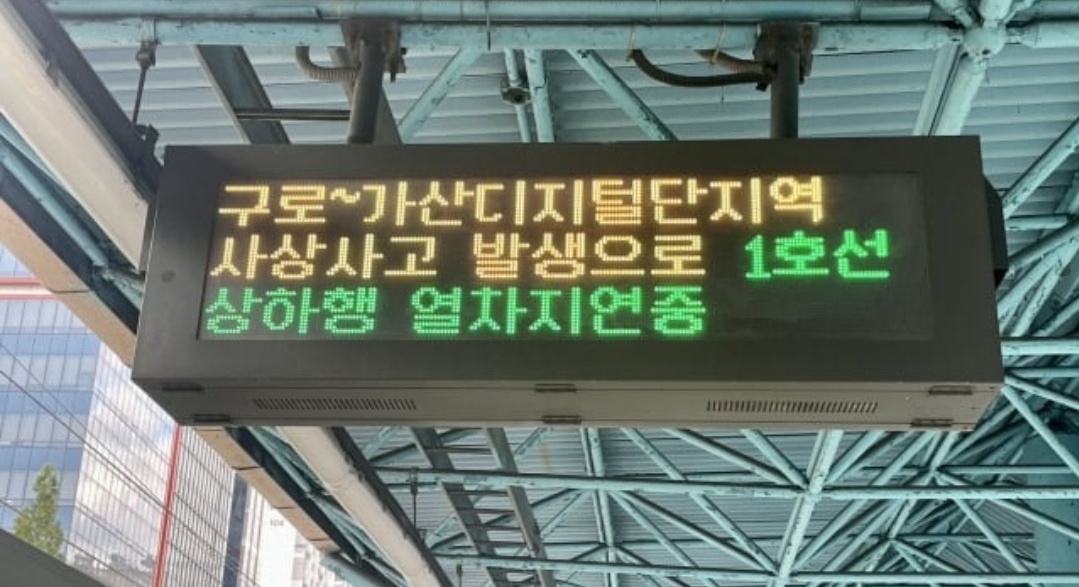 구로~가산디지털단지역
사상사고 발생으로 1호선
상하행 열차지연중